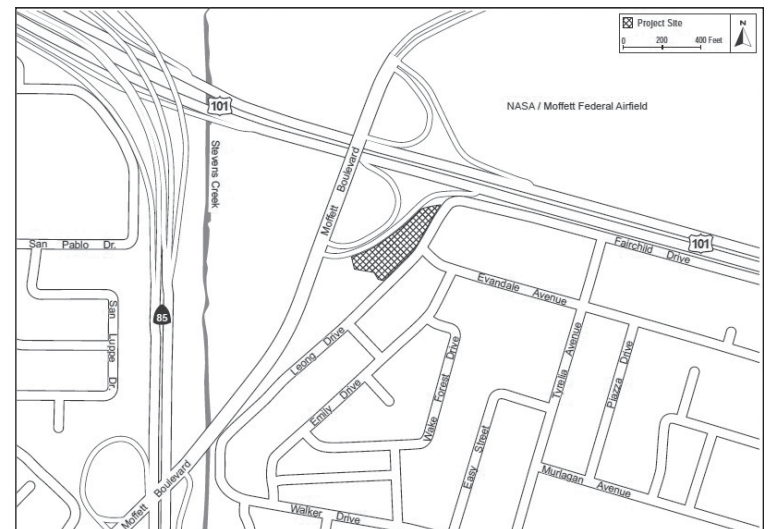 Project Site
N
0 200 400 Feet
101
NASA / Moffett Federal Airfield
Stevens Creek
Moffett Boulevard
San Pablo Dr.
101
Fairchild Drive
Evandale Avenue
San Luppe Dr.
85
Leong Drive
Emily Drive
Wake Forest Drive
Tyrella Avenue
Piazza Drive
Easy Street
Murlagan Avenue
Moffett Boulevard
Walker Drive